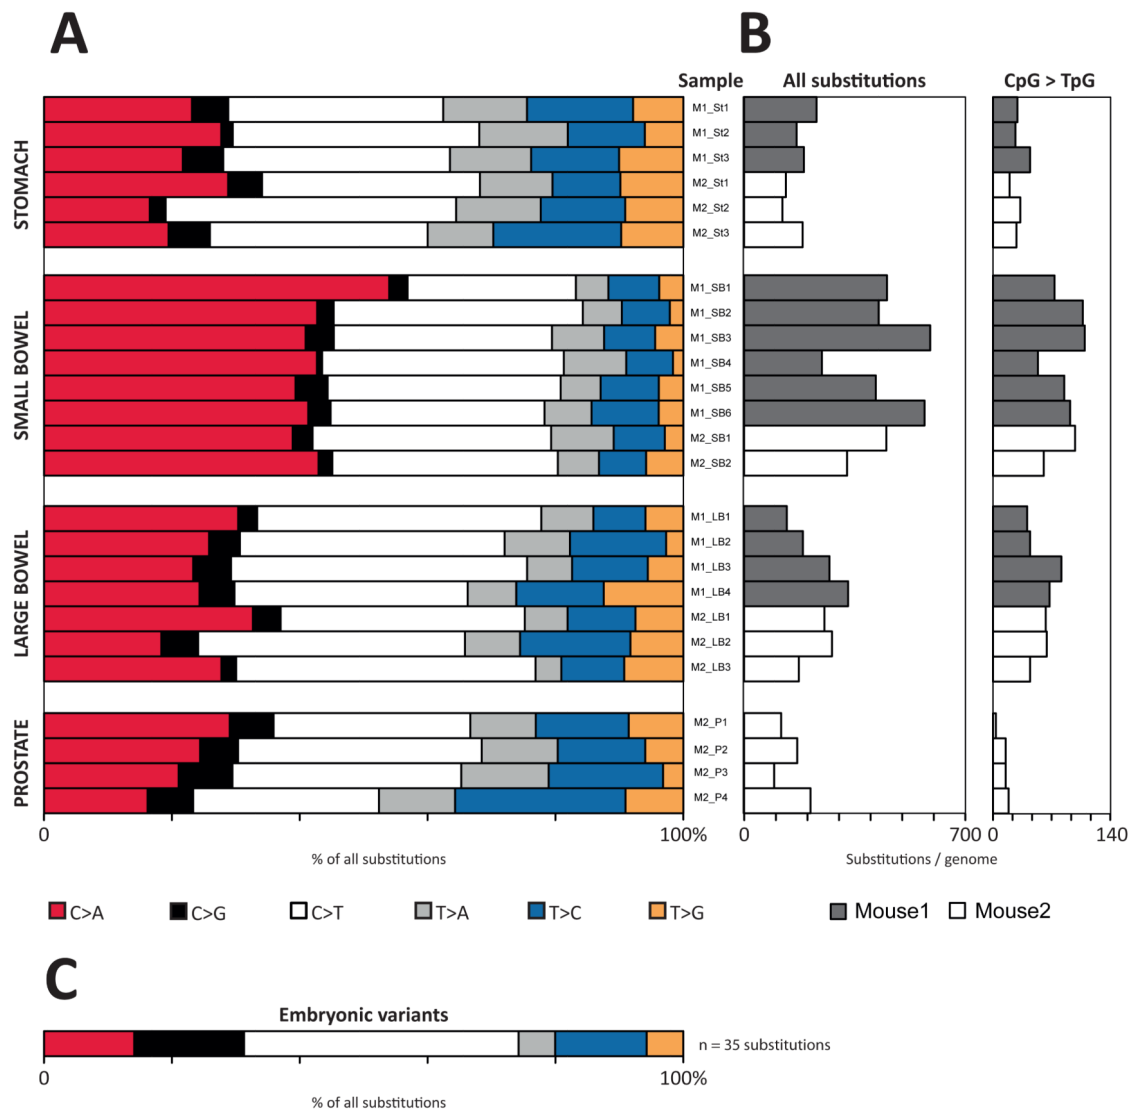 A
B
Sample
All substitutions
CpG > TpG
STOMACH
M1_St1
M1_St2
M1_St3
M2_St1
M2_St2
M2_St3
SMALL BOWEL
M1_SB1
M1_SB2
M1_SB3
M1_SB4
M1_SB5
M1_SB6
M2_SB1
M2_SB2
LARGE BOWEL
M1_LB1
M1_LB2
M1_LB3
M1_LB4
M2_LB1
M2_LB2
M2_LB3
PROSTATE
M2_P1
M2_P2
M2_P3
M2_P4
0
100%
0
700
0
140
% of all substitutions
Substitutions / genome
C>A
C>G
C>T
T>A
T>C
T>G
Mouse1
Mouse2
C
Embryonic variants
n = 35 substitutions
0
100%
% of all substitutions